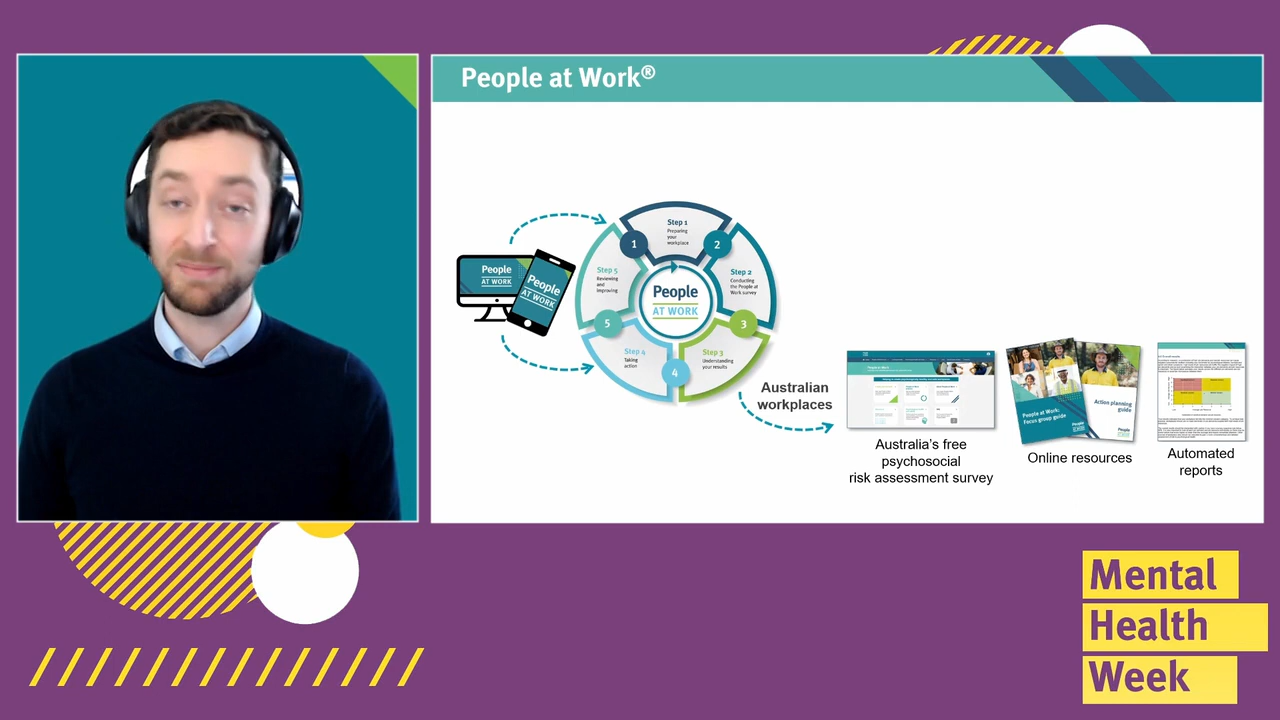 People at Work®
People
AT WORK
People
AT WORK
Step 1
Preparing
your
workplace
1
2
Step 2
Conducting
the People at
Work survey
Step 5
Reviewing
and
improving
People
AT WORK
5
3
Step 4
Taking
action
Step 3
Understanding
your results
4
Australian
workplaces
People at Work:
Focus group guide
Action planning
guide
Australia's free
psychosocial
risk assessment survey
Online resources
Automated
reports
Mental
Health
Week